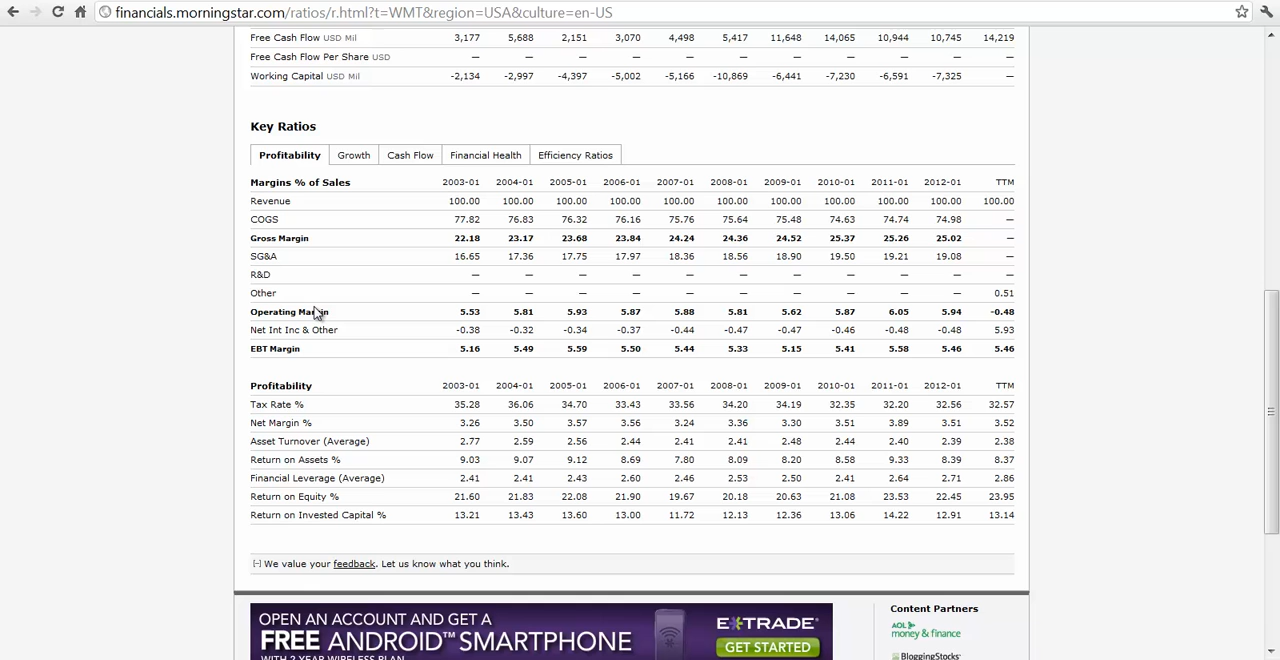 financials.morningstar.com/ratios/r.html?t=WMT&region=USA&culture=en-US
Free Cash Flow USD Mil 3,177 5,688 2,151 3,070 4,498 5,417 11,648 14,065 10,944 10,745 14,219
Free Cash Flow Per Share USD — — — — — — — — — — —
Working Capital USD Mil -2,134 -2,997 -4,397 -5,002 -5,166 -10,869 -6,441 -7,230 -6,591 -7,325 —
Key Ratios
Profitability Growth Cash Flow Financial Health Efficiency Ratios
Margins % of Sales 2003-01 2004-01 2005-01 2006-01 2007-01 2008-01 2009-01 2010-01 2011-01 2012-01 TTM
Revenue 100.00 100.00 100.00 100.00 100.00 100.00 100.00 100.00 100.00 100.00 100.00
COGS 77.82 76.83 76.32 76.16 75.76 75.64 75.48 74.63 74.74 74.98 —
Gross Margin 22.18 23.17 23.68 23.84 24.24 24.36 24.52 25.37 25.26 25.02 —
SG&A 16.65 17.36 17.75 17.97 18.36 18.56 18.90 19.50 19.21 19.08 —
R&D — — — — — — — — — — —
Other — — — — — — — — — — 0.51
Operating Margin 5.53 5.81 5.93 5.87 5.88 5.81 5.62 5.87 6.05 5.94 -0.48
Net Int Inc & Other -0.38 -0.32 -0.34 -0.37 -0.44 -0.47 -0.47 -0.46 -0.48 -0.48 5.93
EBT Margin 5.16 5.49 5.59 5.50 5.44 5.33 5.15 5.41 5.58 5.46 5.46
Profitability 2003-01 2004-01 2005-01 2006-01 2007-01 2008-01 2009-01 2010-01 2011-01 2012-01 TTM
Tax Rate % 35.28 36.06 34.70 33.43 33.56 34.20 34.19 32.35 32.20 32.56 32.57
Net Margin % 3.26 3.50 3.57 3.56 3.24 3.36 3.30 3.51 3.89 3.51 3.52
Asset Turnover (Average) 2.77 2.59 2.56 2.44 2.41 2.41 2.48 2.44 2.40 2.39 2.38
Return on Assets % 9.03 9.07 9.12 8.69 7.80 8.09 8.20 8.58 9.33 8.39 8.37
Financial Leverage (Average) 2.41 2.41 2.43 2.60 2.46 2.53 2.50 2.41 2.64 2.71 2.86
Return on Equity % 21.60 21.83 22.08 21.90 19.67 20.18 20.63 21.08 23.53 22.45 23.95
Return on Invested Capital % 13.21 13.43 13.60 13.00 11.72 12.13 12.36 13.06 14.22 12.91 13.14
[-] We value your feedback. Let us know what you think.
OPEN AN ACCOUNT AND GET A
FREE ANDROID™ SMARTPHONE
WITH 2 YEAR WIRELESS PLAN
E*TRADE®
GET STARTED
Content Partners
AOL
money & finance
BloggingStocks